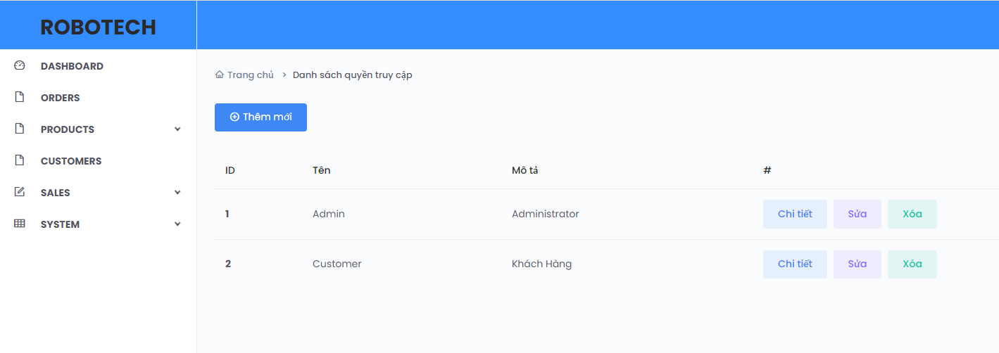 ROBOTECH
DASHBOARD
ORDERS
PRODUCTS
CUSTOMERS
SALES
SYSTEM
Trang chủ > Danh sách quyền truy cập
Thêm mới
ID Tên Mô tả #
1 Admin Administrator Chi tiết Sửa Xóa
2 Customer Khách Hàng Chi tiết Sửa Xóa